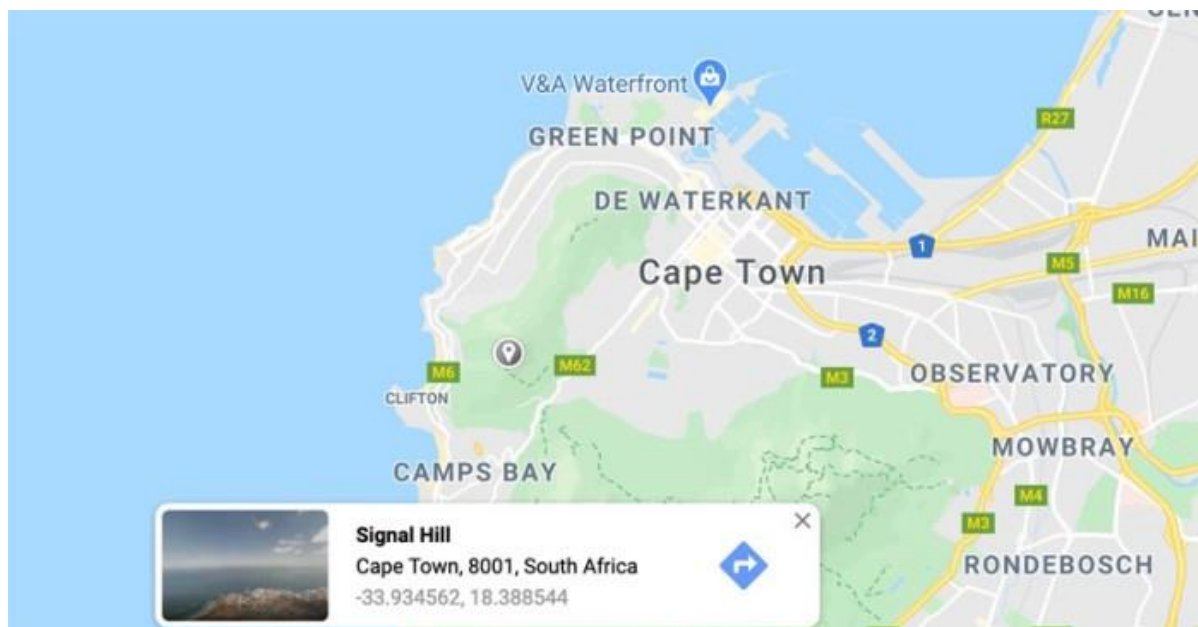 V&A Waterfront
GREEN POINT
R27
DE WATERKANT
1
MAI
Cape Town
M5
M16
2
M6
M62
M3
OBSERVATORY
CLIFTON
MOWBRAY
CAMPS BAY
M4
M3
Signal Hill
Cape Town, 8001, South Africa
-33.934562, 18.388544
RONDEBOSCH